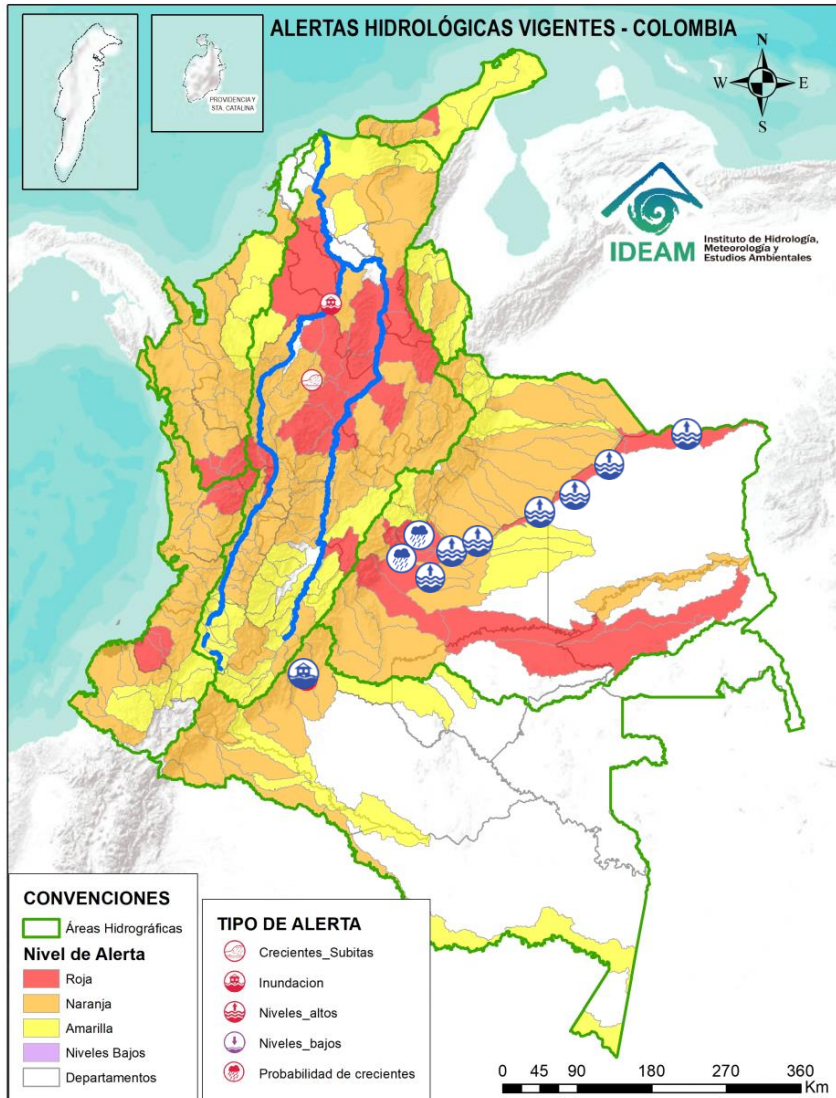 ALERTAS HIDROLÓGICAS VIGENTES - COLOMBIA
PROVIDENCIA Y
STA. CATALINA
N
W
E
S
IDEAM
Instituto de Hidrología,
Meteorología y
Estudios Ambientales
CONVENCIONES
Áreas Hidrográficas
Nivel de Alerta
Roja
Naranja
Amarilla
Niveles Bajos
Departamentos
TIPO DE ALERTA
Crecientes_Subitas
Inundacion
Niveles_altos
Niveles_bajos
Probabilidad de crecientes
0 45 90 180 270 360
Km